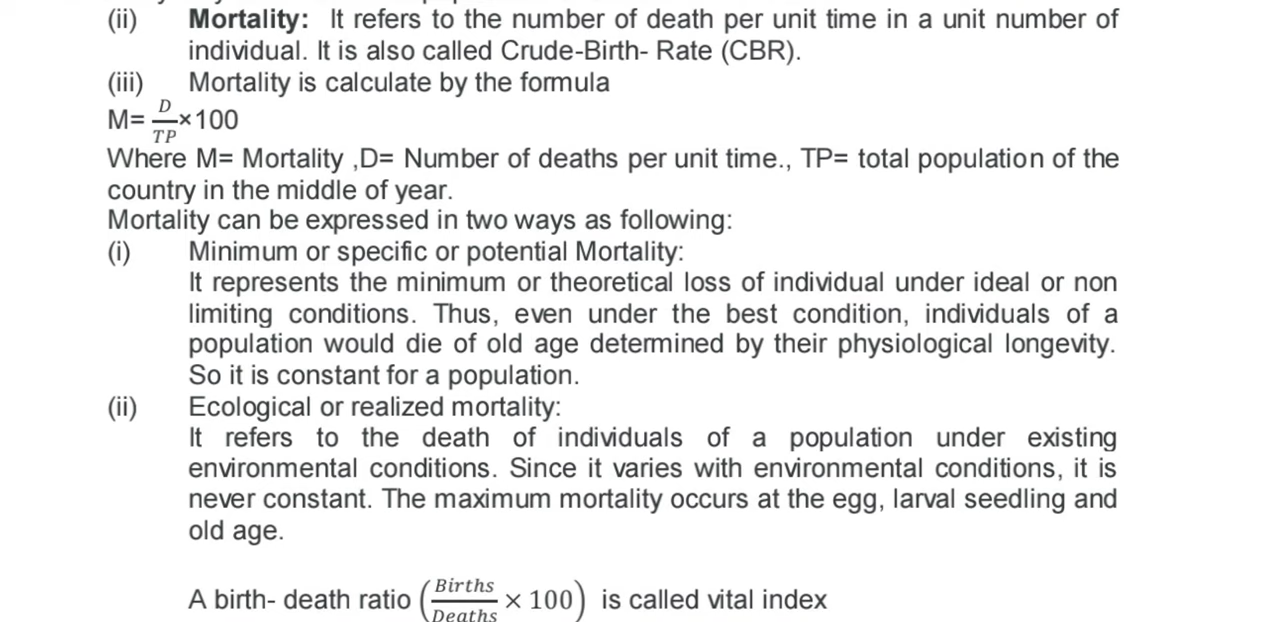 (ii) Mortality: It refers to the number of death per unit time in a unit number of
individual. It is also called Crude-Birth- Rate (CBR).
(iii) Mortality is calculate by the formula
M= D/TP ×100
Where M= Mortality ,D= Number of deaths per unit time., TP= total population of the
country in the middle of year.
Mortality can be expressed in two ways as following:
(i) Minimum or specific or potential Mortality:
It represents the minimum or theoretical loss of individual under ideal or non
limiting conditions. Thus, even under the best condition, individuals of a
population would die of old age determined by their physiological longevity.
So it is constant for a population.
(ii) Ecological or realized mortality:
It refers to the death of individuals of a population under existing
environmental conditions. Since it varies with environmental conditions, it is
never constant. The maximum mortality occurs at the egg, larval seedling and
old age.
A birth- death ratio (Births/Deaths × 100) is called vital index